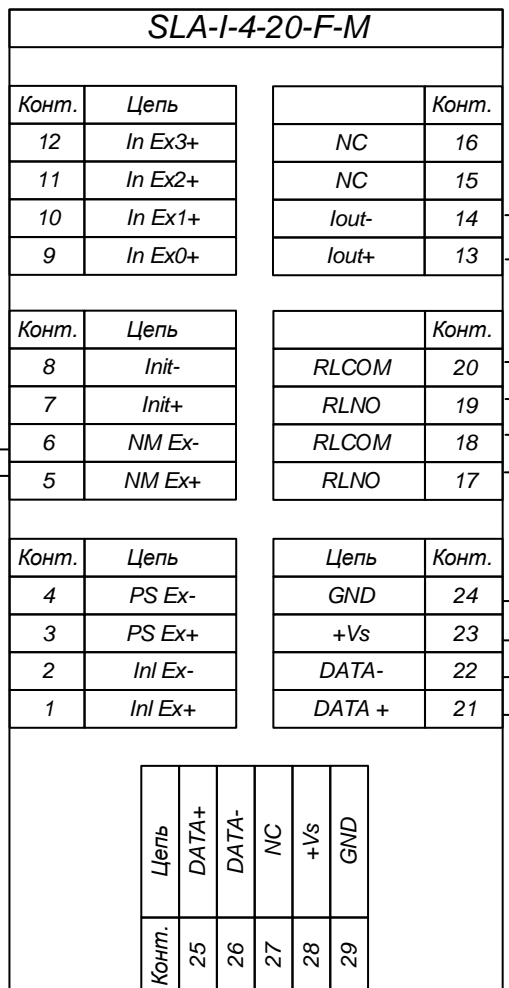 SLA-I-4-20-F-M
Конт. Цепь
12 In Ex3+
11 In Ex2+
10 In Ex1+
9 In Ex0+
Конт.
NC 16
NC 15
Iout- 14
Iout+ 13
Конт. Цепь
8 Init-
7 Init+
6 NM Ex-
5 NM Ex+
Конт.
RLCOM 20
RLNO 19
RLCOM 18
RLNO 17
Конт. Цепь
4 PS Ex-
3 PS Ex+
2 Inl Ex-
1 Inl Ex+
Цепь Конт.
GND 24
+Vs 23
DATA- 22
DATA + 21
Конт. Цепь
25 DATA+
26 DATA-
27 NC
28 +Vs
29 GND